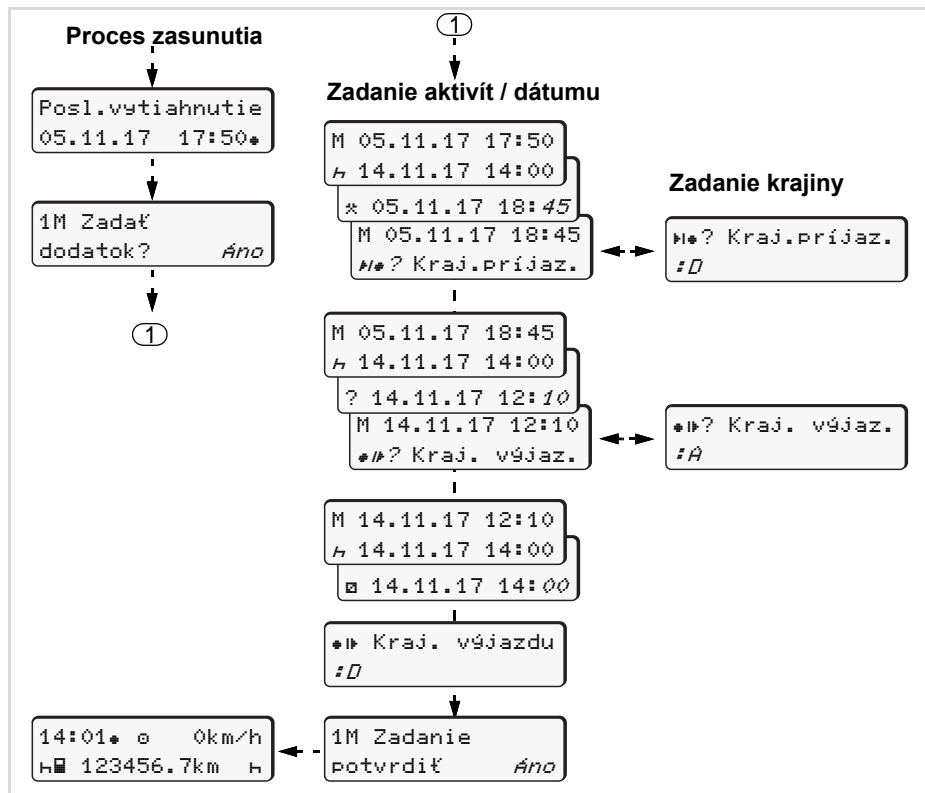 Proces zasunutia
Posl.vytiahnutie
05.11.17 17:50
1M Zadať
dodatok? Áno
1
1
Zadanie aktivít / dátumu
M 05.11.17 17:50
14.11.17 14:00
05.11.17 18:45
M 05.11.17 18:45
? Kraj.príjaz.
Zadanie krajiny
? Kraj.príjaz.
:D
M 05.11.17 18:45
14.11.17 14:00
? 14.11.17 12:10
M 14.11.17 12:10
? Kraj. výjaz.
? Kraj. výjaz.
:A
M 14.11.17 12:10
14.11.17 14:00
14.11.17 14:00
Kraj. výjazdu
:D
1M Zadanie
potvrdiť Áno
14:01 0km/h
123456.7km